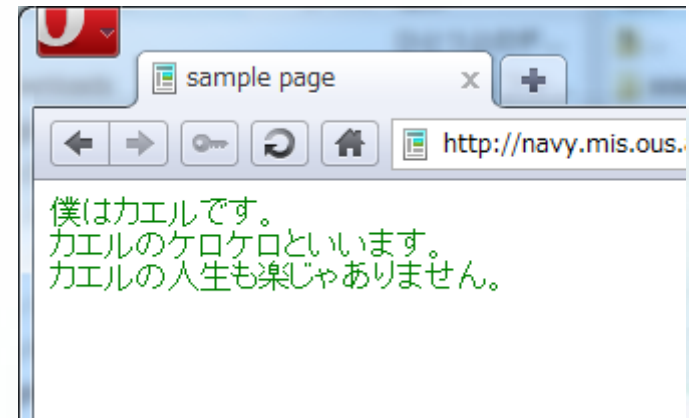 sample page
http://navy.mis.ous.
僕はカエルです。
カエルのケロケロといいます。
カエルの人生も楽じゃありません。